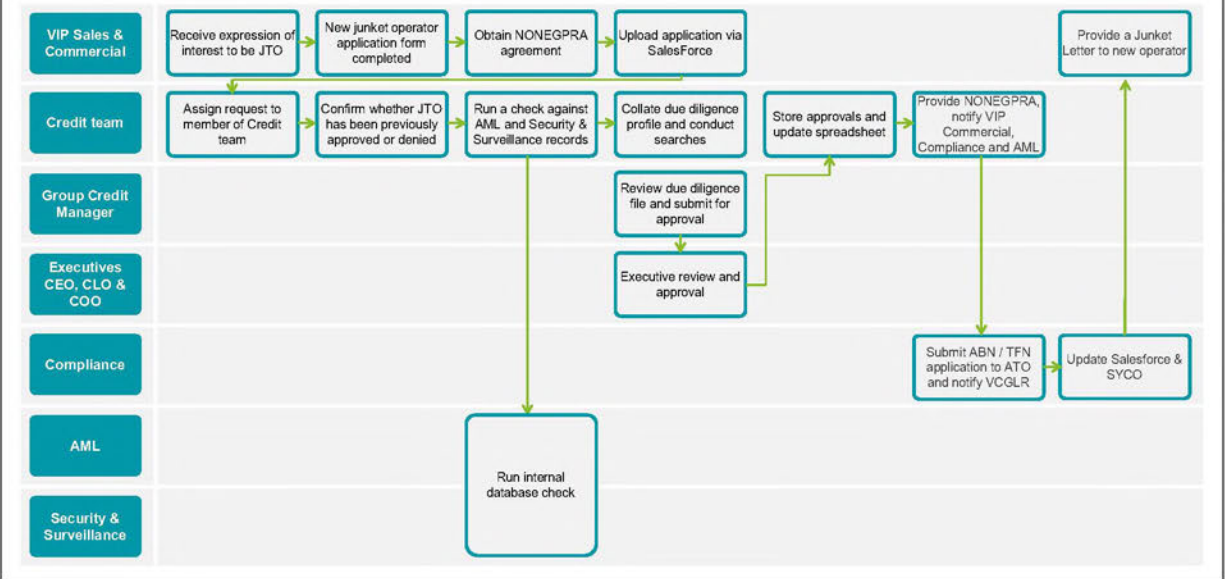 VIP Sales &
Commercial
Receive expression of
interest to be JTO
New junket operator
application form
completed
Obtain NONEGPRA
agreement
Upload application via
SalesForce
Provide a Junket
Letter to new operator
Credit team
Assign request to
member of Credit
team
Confirm whether JTO
has been previously
approved or denied
Run a check against
AML and Security &
Surveillance records
Collate due diligence
profile and conduct
searches
Store approvals and
update spreadsheet
Provide NONEGPRA,
notify VIP
Commercial,
Compliance and AML
Group Credit
Manager
Review due diligence
file and submit for
approval
Executives
CEO, CLO &
COO
Executive review and
approval
Compliance
Submit ABN / TFN
application to ATO
and notify VCGLR
Update Salesforce &
SYCO
AML
Run internal
database check
Security &
Surveillance